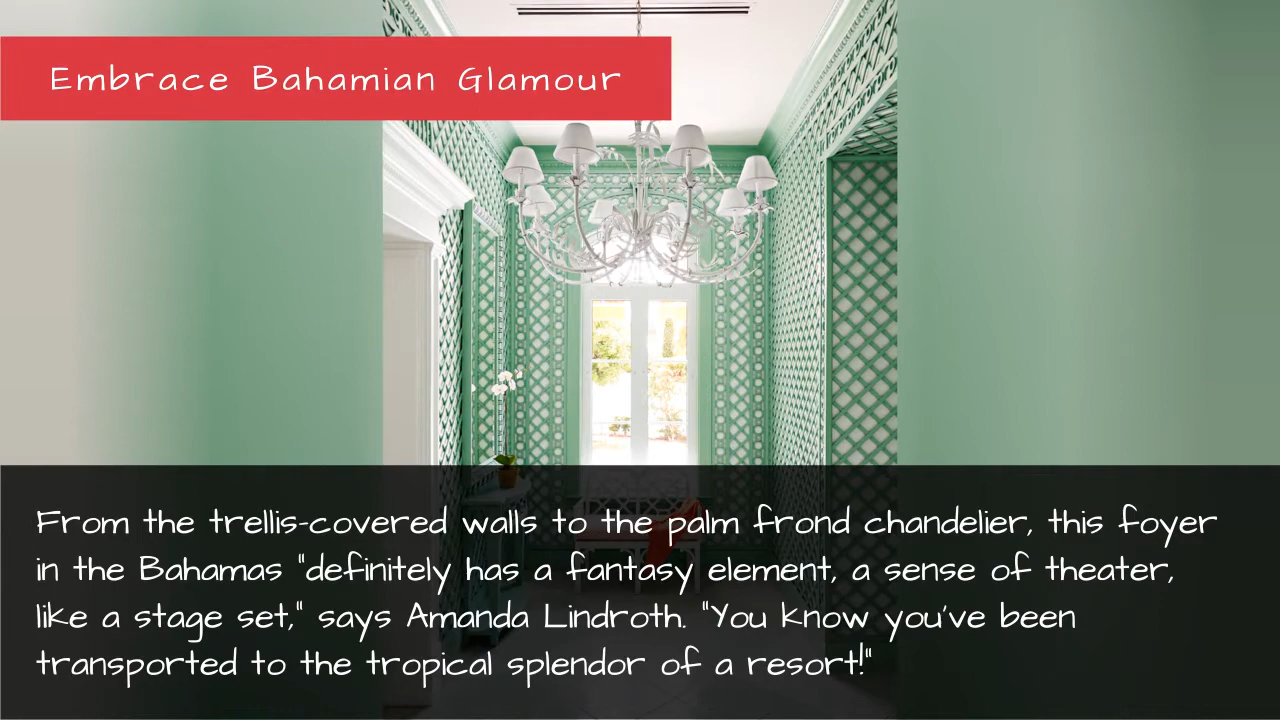 Embrace Bahamian Glamour
From the trellis-covered walls to the palm frond chandelier, this foyer
in the Bahamas "definitely has a fantasy element, a sense of theater,
like a stage set," says Amanda Lindroth. "You know you've been
transported to the tropical splendor of a resort!"